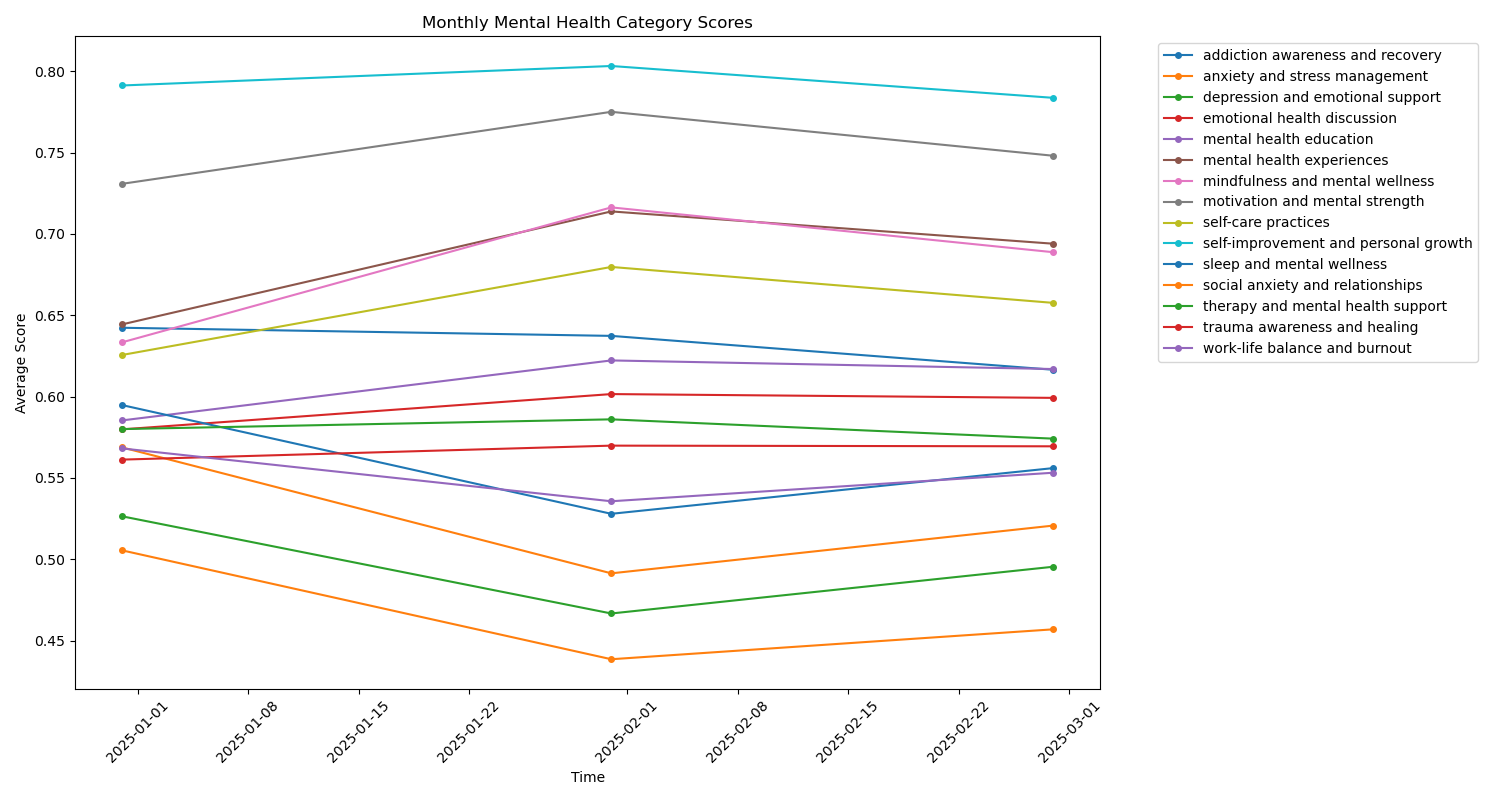 Monthly Mental Health Category Scores
0.80
0.75
0.70
0.65
0.60
0.55
0.50
0.45
Average Score
2025-01-01
2025-01-08
2025-01-15
2025-01-22
2025-02-01
2025-02-08
2025-02-15
2025-02-22
2025-03-01
Time
addiction awareness and recovery
anxiety and stress management
depression and emotional support
emotional health discussion
mental health education
mental health experiences
mindfulness and mental wellness
motivation and mental strength
self-care practices
self-improvement and personal growth
sleep and mental wellness
social anxiety and relationships
therapy and mental health support
trauma awareness and healing
work-life balance and burnout